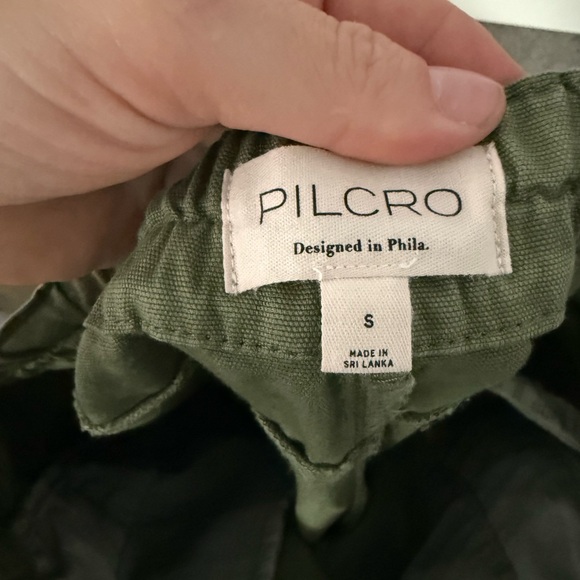 PILCRO
Designed in Phila.
S
MADE IN
SRI LANKA